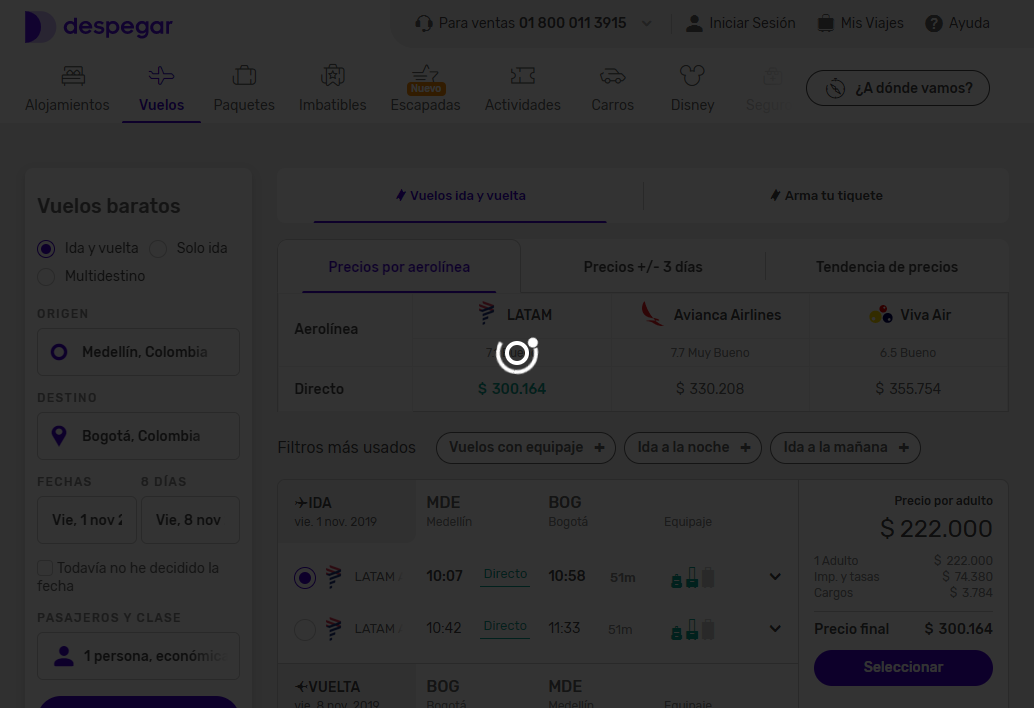 despegar
Para ventas 01 800 011 3915
Iniciar Sesión
Mis Viajes
Ayuda
Alojamientos
Vuelos
Paquetes
Imbatibles
Nuevo
Escapadas
Actividades
Carros
Disney
¿A dónde vamos?
Vuelos baratos
Ida y vuelta
Solo ida
Multidestino
ORIGEN
Medellín, Colombia
DESTINO
Bogotá, Colombia
FECHAS
8 DÍAS
Vie, 1 nov 2
Vie, 8 nov
Todavía no he decidido la
fecha
PASAJEROS Y CLASE
1 persona, económic
Vuelos ida y vuelta
Arma tu tiquete
Precios por aerolínea
Precios +/- 3 días
Tendencia de precios
Aerolínea
LATAM
Avianca Airlines
Viva Air
7.7 Muy Bueno
6.5 Bueno
Directo
$ 300.164
$ 330.208
$ 355.754
Filtros más usados
Vuelos con equipaje +
Ida a la noche +
Ida a la mañana +
IDA
vie. 1 nov. 2019
MDE
Medellín
BOG
Bogotá
Equipaje
LATAM
10:07
Directo
10:58
51m
LATAM
10:42
Directo
11:33
51m
VUELTA
vie. 8 nov. 2019
BOG
Bogotá
MDE
Medellín
Equipaje
Precio por adulto
$ 222.000
1 Adulto $ 222.000
Imp. y tasas $ 74.380
Cargos $ 3.784
Precio final $ 300.164
Seleccionar